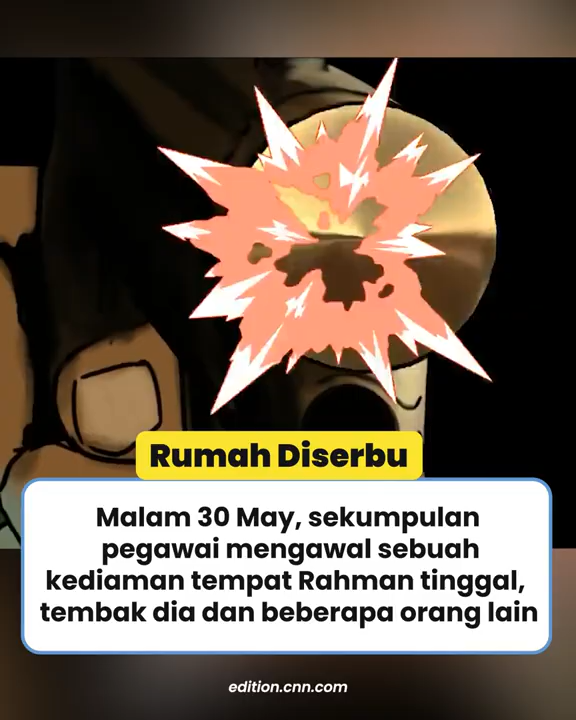 Rumah Diserbu
Malam 30 May, sekumpulan
pegawai mengawal sebuah
kediaman tempat Rahman tinggal,
tembak dia dan beberapa orang lain
edition.cnn.com